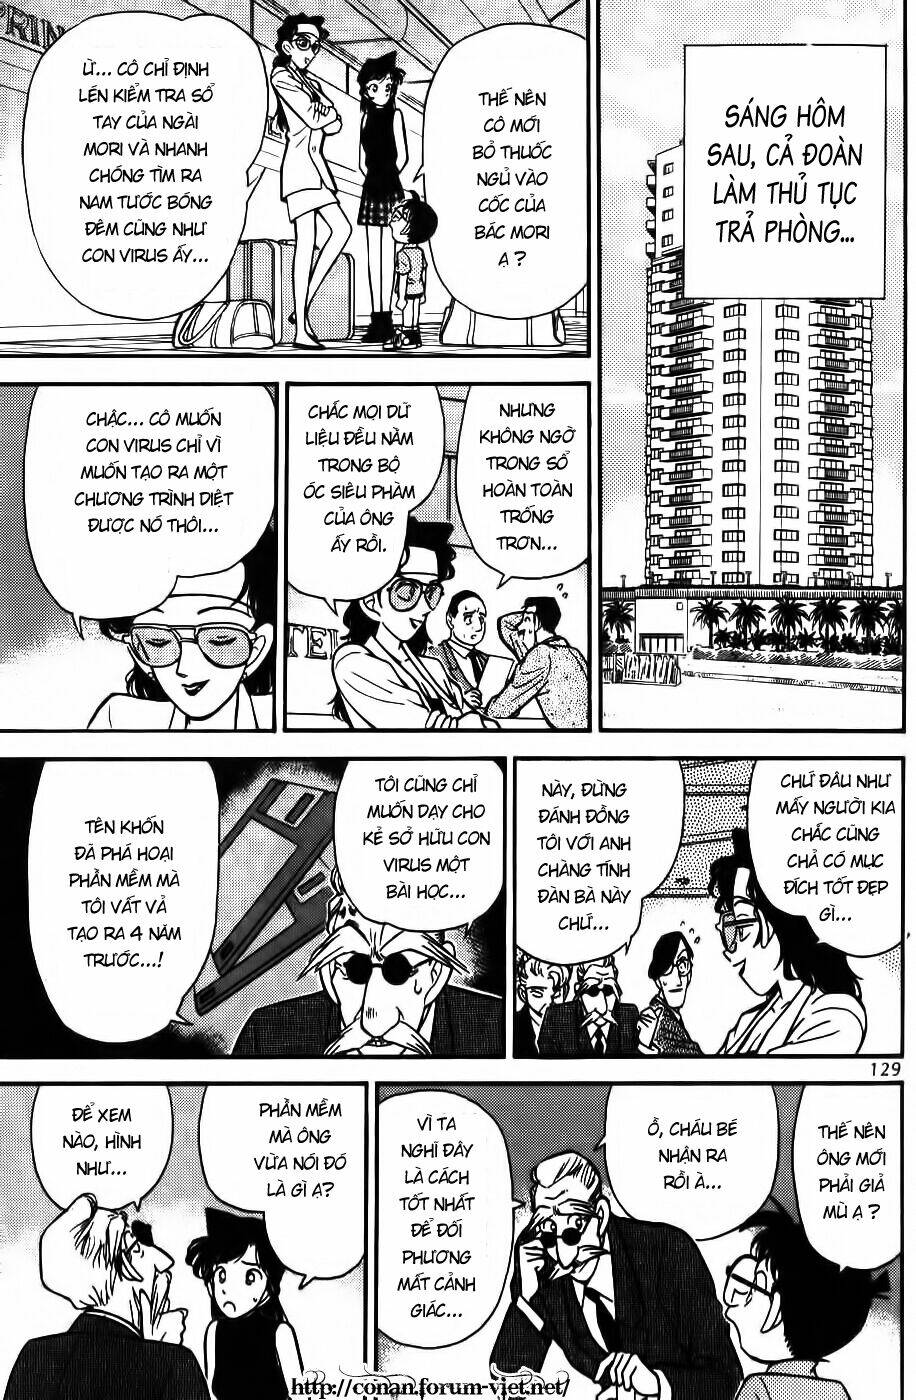 SÁNG HÔM
SAU, CẢ ĐOÀN
LÀM THỦ TỤC
TRẢ PHÒNG...
PRIN
THẾ NÊN
CÔ MỚI
BỎ THUỐC
NGỦ VÀO
CỐC CỦA
BÁC MORI
Ạ?
Ừ... CÔ CHỈ ĐỊNH
LÉN KIỂM TRA SỔ
TAY CỦA NGÀI
MORI VÀ NHANH
CHÓNG TÌM RA
NAM TƯỚC BÓNG
ĐÊM CŨNG NHƯ
CON VIRUS ẤY...
NHƯNG
KHÔNG NGỜ
TRONG SỔ
HOÀN TOÀN
TRỐNG
TRƠN...
CHẮC MỌI DỮ
LIỆU ĐỀU NẰM
TRONG BỘ
ÓC SIÊU PHÀM
CỦA ÔNG
ẤY RỒI.
TEL
CHẬC... CÔ MUỐN
CON VIRUS CHỈ VÌ
MUỐN TẠO RA MỘT
CHƯƠNG TRÌNH DIỆT
ĐƯỢC NÓ THÔI...
CHỨ ĐÂU NHƯ
MẤY NGƯỜI KIA
CHẮC CŨNG
CHẢ CÓ MỤC
ĐÍCH TỐT ĐẸP
GÌ...
NÀY, ĐỪNG
ĐÁNH ĐỒNG
TÔI VỚI ANH
CHÀNG TÍNH
ĐÀN BÀ NÀY
CHỨ...
TÔI CŨNG CHỈ
MUỐN DẠY CHO
KẺ SỞ HỮU CON
VIRUS MỘT
BÀI HỌC...
TÊN KHỐN
ĐÃ PHÁ HOẠI
PHẦN MỀM MÀ
TÔI VẤT VẢ
TẠO RA 4 NĂM
TRƯỚC...!
129
THẾ NÊN
ÔNG MỚI
PHẢI GIẢ
MÙ Ạ?
Ồ, CHÁU BÉ
NHẬN RA
RỒI À...
VÌ TA
NGHĨ ĐÂY
LÀ CÁCH
TỐT NHẤT
ĐỂ ĐỐI
PHƯƠNG
MẤT CẢNH
GIÁC...
PHẦN MỀM
MÀ ÔNG
VỪA NÓI ĐÓ
LÀ GÌ Ạ?
ĐỂ XEM
NÀO, HÌNH
NHƯ...
http://conan.forum-viet.net/